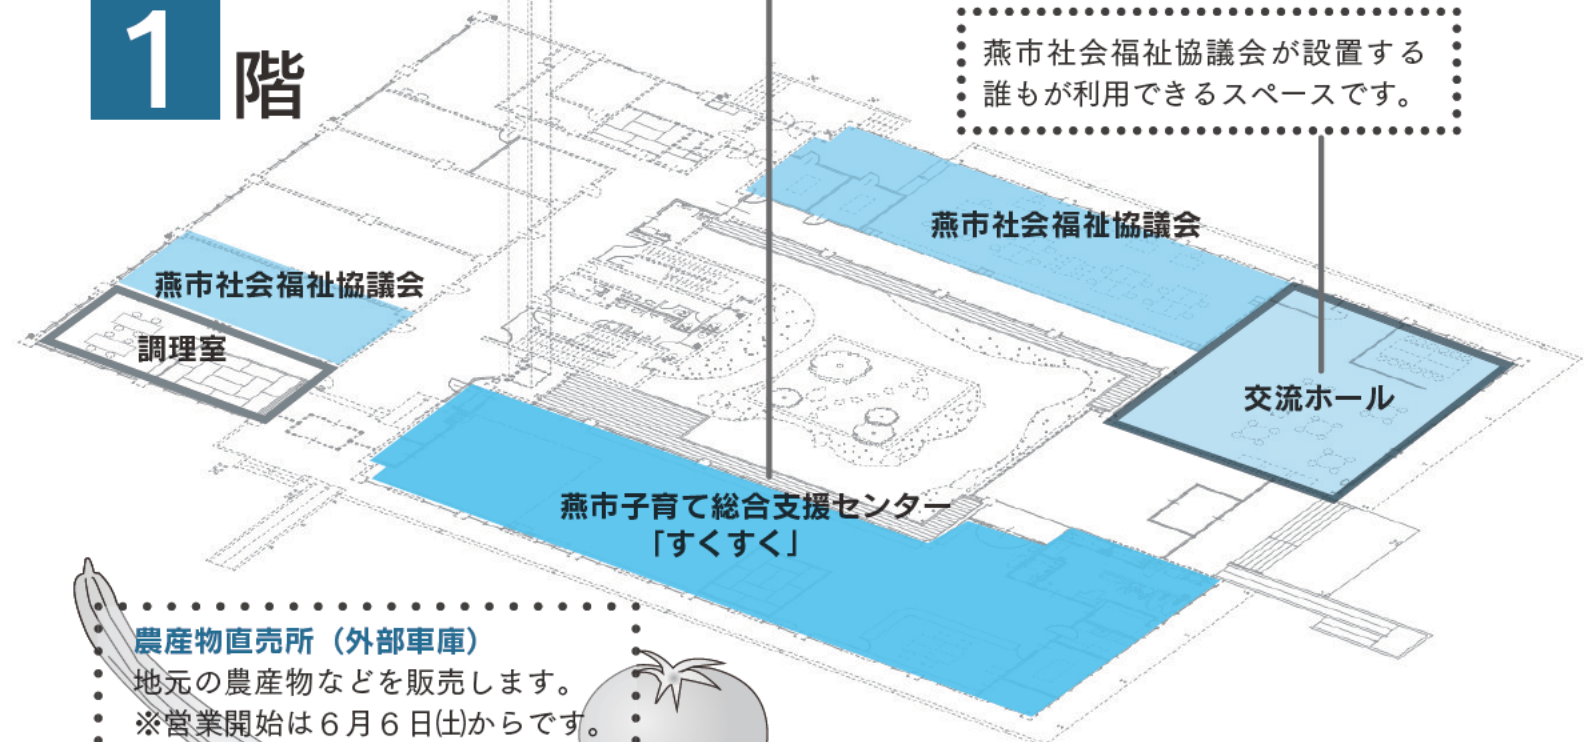 1階
燕市社会福祉協議会が設置する
誰もが利用できるスペースです。
燕市社会福祉協議会
燕市社会福祉協議会
調理室
交流ホール
燕市子育て総合支援センター
「すくすく」
農産物直売所（外部車庫）
地元の農産物などを販売します。
※営業開始は６月６日㈯からです。